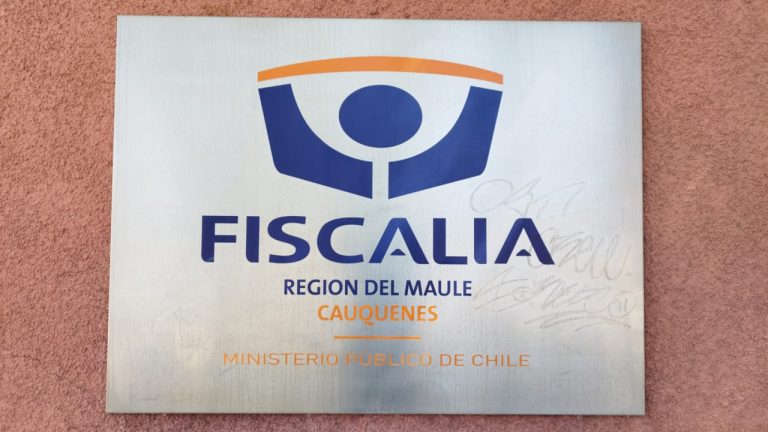 FISCALIA
REGION DEL MAULE
CAUQUENES
MINISTERIO PÚBLICO DE CHILE